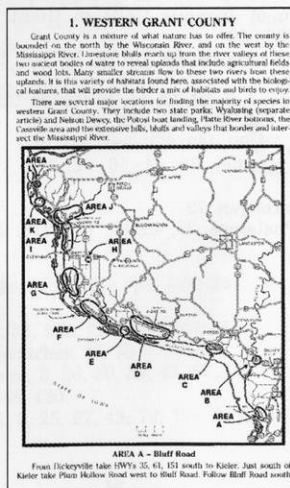 1. WESTERN GRANT COUNTY
Grant County is a mixture of what nature has to offer. The county is
bounded on the north by the Wisconsin River, and on the west by the
Mississippi River. Limestone bluffs reach up from the river valleys of these
two ancient bodies of water to reveal uplands that include agricultural fields
and wood lots. Many smaller streams flow to these two rivers from these
uplands. It is this variety of habitats found here, associated with the biolog-
ical features, that will provide the birder a mix of habitats and birds to enjoy.
There are several major locations for finding the majority of species in
western Grant County. They include two state parks; Wyalusing (separate
article) and Nelson Dewey, the Potosi boat landing, Platte River bottoms, the
Cassville area and the extensive hills, bluffs and valleys that border and inter-
sect the Mississippi River.
AREA
L
AREA J
AREA
K
AREA
I
AREA
H
BLOOMINGTON
LANCASTER
AREA
G
AREA
F
AREA
E
AREA
D
AREA
C
AREA
B
AREA
A
STATE OF IOWA
AREA A – Bluff Road
From Dickeyville take HWYs 35, 61, 151 south to Kieler. Just south of
Kieler take Plum Hollow Road west to Bluff Road. Follow Bluff Road south